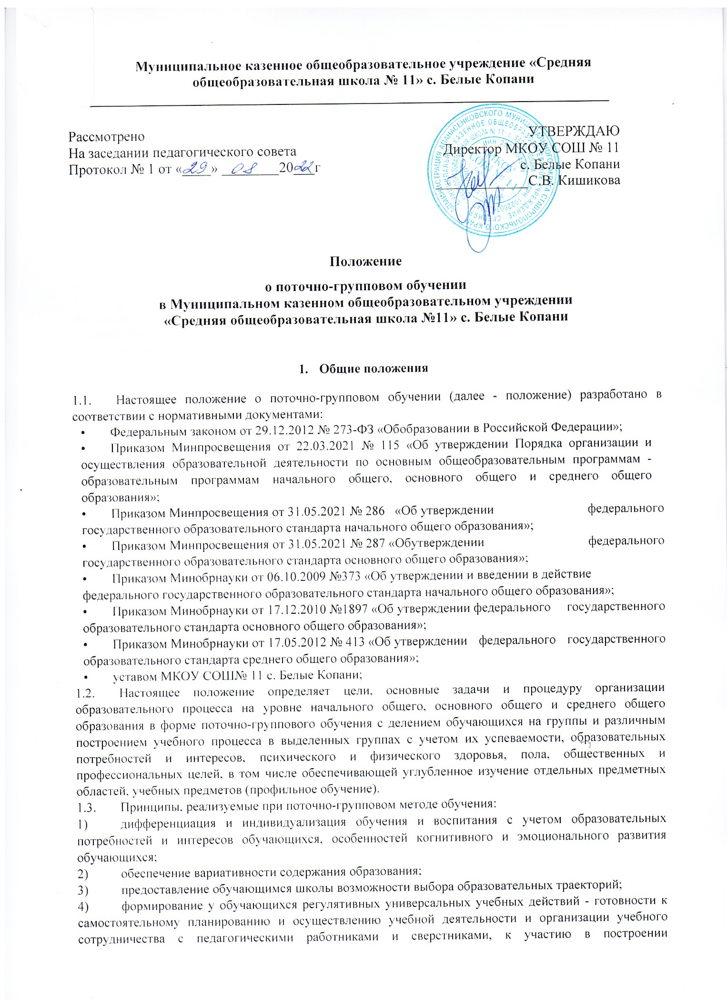 Муниципальное казенное общеобразовательное учреждение «Средняя
общеобразовательная школа № 11» с. Белые Копани
Рассмотрено
На заседании педагогического совета
Протокол № 1 от «29» 08 2022г
УТВЕРЖДАЮ
Директор МКОУ СОШ № 11
с. Белые Копани
С.В. Кишикова
АДМИНИСТРАЦИЯ АПАНАСЕНКОВСКОГО МУНИЦИПАЛЬНОГО ОКРУГА СТАВРОПОЛЬСКОГО КРАЯ
МКОУ
СОШ № 11
Положение
о поточно-групповом обучении
в Муниципальном казенном общеобразовательном учреждении
«Средняя общеобразовательная школа №11» с. Белые Копани
1. Общие положения
1.1. Настоящее положение о поточно-групповом обучении (далее - положение) разработано в
соответствии с нормативными документами:
• Федеральным законом от 29.12.2012 № 273-ФЗ «Обобразовании в Российской Федерации»;
• Приказом Минпросвещения от 22.03.2021 № 115 «Об утверждении Порядка организации и
осуществления образовательной деятельности по основным общеобразовательным программам -
образовательным программам начального общего, основного общего и среднего общего
образования»;
• Приказом Минпросвещения от 31.05.2021 № 286 «Об утверждении федерального
государственного образовательного стандарта начального общего образования»;
• Приказом Минпросвещения от 31.05.2021 № 287 «Обутверждении федерального
государственного образовательного стандарта основного общего образования»;
• Приказом Минобрнауки от 06.10.2009 №373 «Об утверждении и введении в действие
федерального государственного образовательного стандарта начального общего образования»;
• Приказом Минобрнауки от 17.12.2010 №1897 «Об утверждении федерального государственного
образовательного стандарта основного общего образования»;
• Приказом Минобрнауки от 17.05.2012 № 413 «Об утверждении федерального государственного
образовательного стандарта среднего общего образования»;
• уставом МКОУ СОШ№ 11 с. Белые Копани;
1.2. Настоящее положение определяет цели, основные задачи и процедуру организации
образовательного процесса на уровне начального общего, основного общего и среднего общего
образования в форме поточно-группового обучения с делением обучающихся на группы и различным
построением учебного процесса в выделенных группах с учетом их успеваемости, образовательных
потребностей и интересов, психического и физического здоровья, пола, общественных и
профессиональных целей, в том числе обеспечивающей углубленное изучение отдельных предметных
областей, учебных предметов (профильное обучение).
1.3. Принципы, реализуемые при поточно-групповом методе обучения:
1) дифференциация и индивидуализация обучения и воспитания с учетом образовательных
потребностей и интересов обучающихся, особенностей когнитивного и эмоционального развития
обучающихся;
2) обеспечение вариативности содержания образования;
3) предоставление обучающимся школы возможности выбора образовательных траекторий;
4) формирование у обучающихся регулятивных универсальных учебных действий - готовности к
самостоятельному планированию и осуществлению учебной деятельности и организации учебного
сотрудничества с педагогическими работниками и сверстниками, к участию в построении